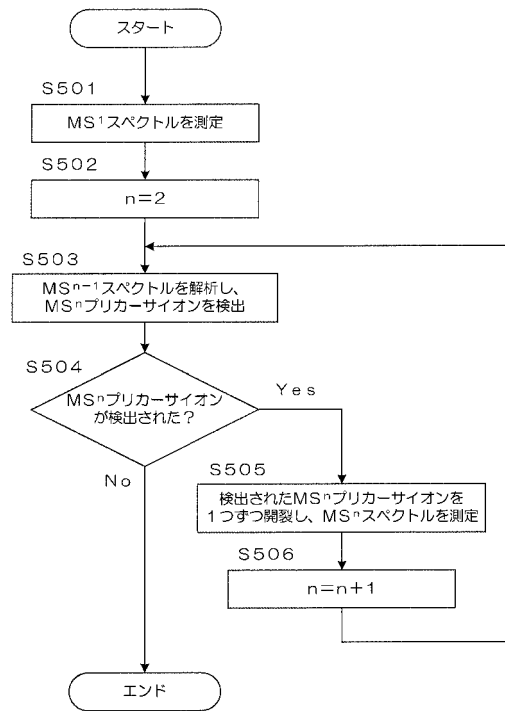 スタート
S501
MS¹スペクトルを測定
S502
n=2
S503
MSⁿ⁻¹スペクトルを解析し、
MSⁿプリカーサイオンを検出
S504
MSⁿプリカーサイオン
が検出された？
Yes
No
S505
検出されたMSⁿプリカーサイオンを
1つずつ開裂し、MSⁿスペクトルを測定
S506
n=n+1
エンド